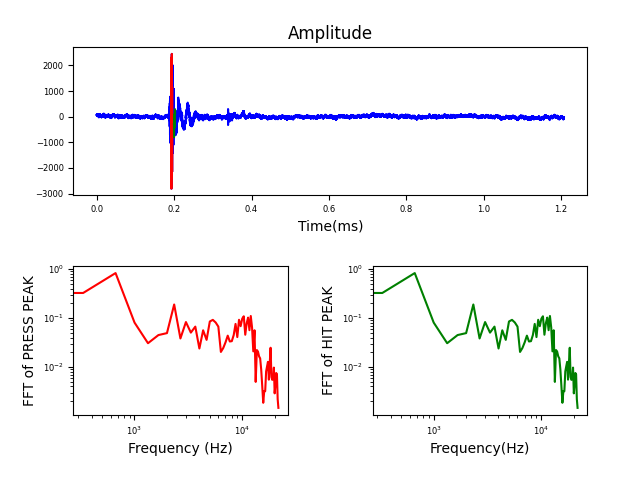 Amplitude
2000
1000
0
−1000
−2000
−3000
0.0 0.2 0.4 0.6 0.8 1.0 1.2
Time(ms)
FFT of PRESS PEAK
10⁰
10⁻¹
10⁻²
10³ 10⁴
Frequency (Hz)
FFT of HIT PEAK
10⁰
10⁻¹
10⁻²
10³ 10⁴
Frequency(Hz)